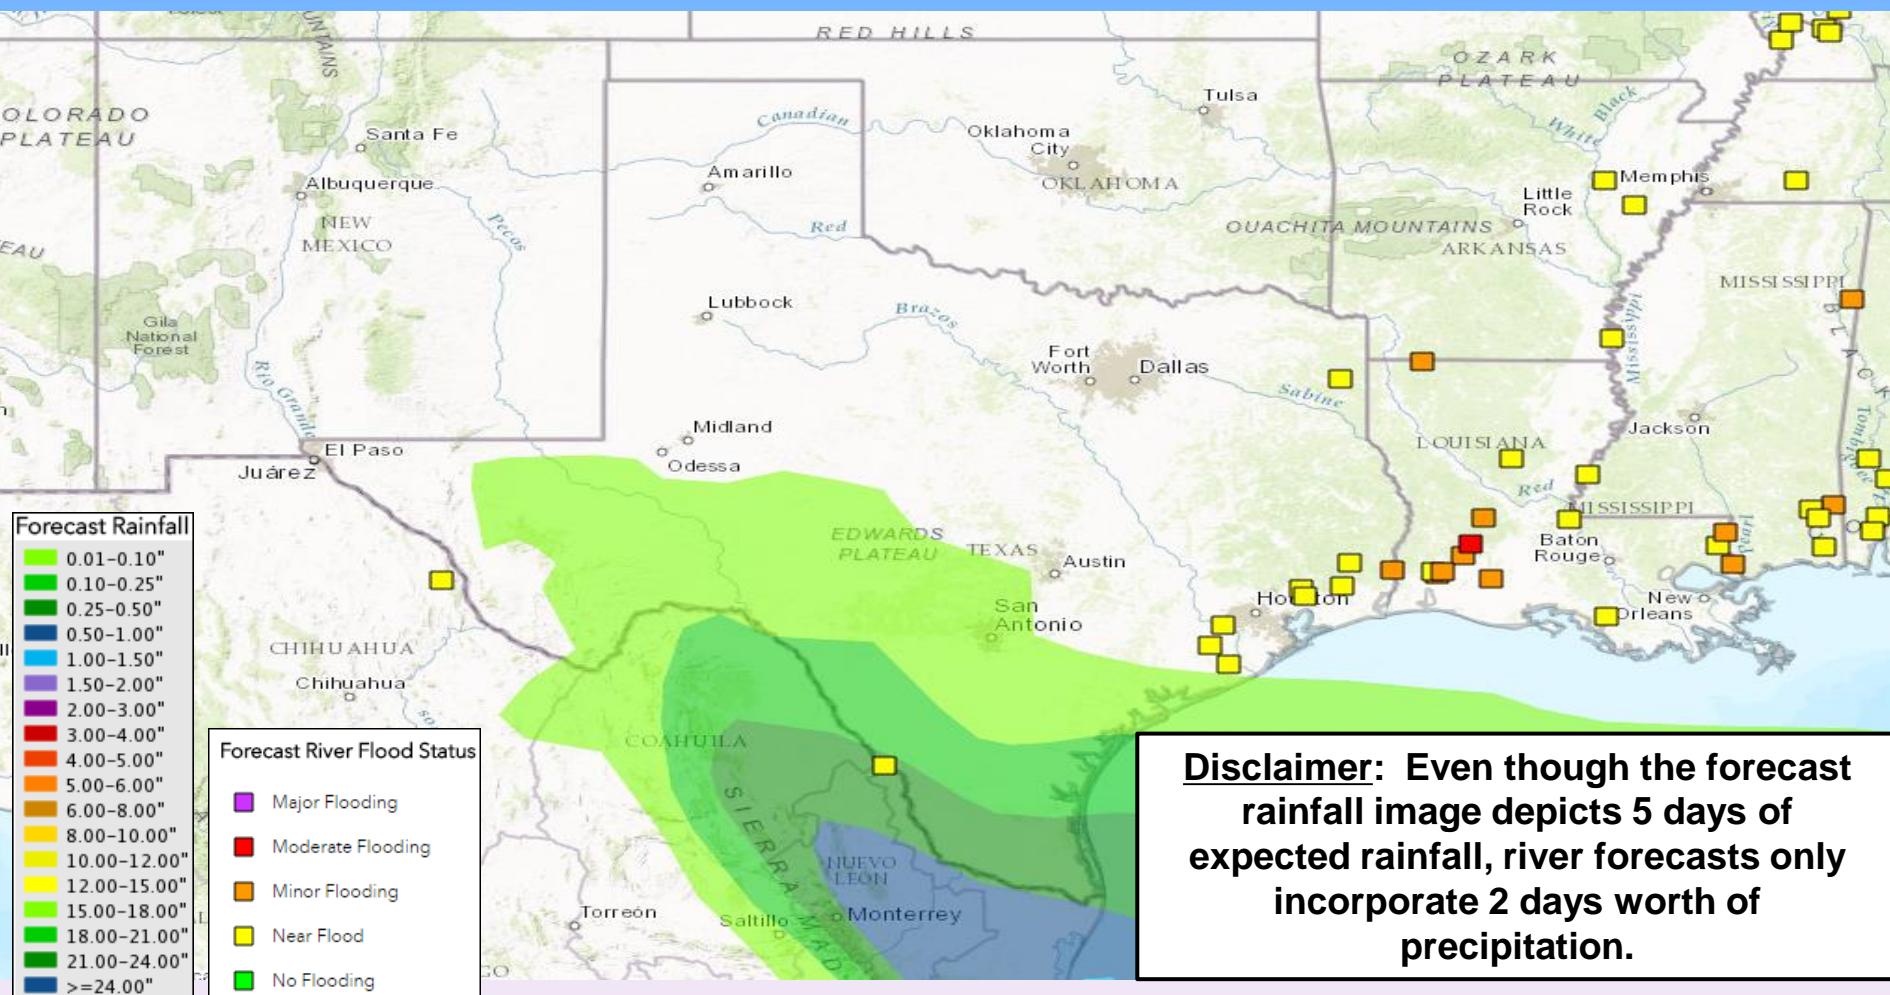 RED HILLS
OZARK
PLATEAU
COLORADO
PLATEAU
Santa Fe
Canadian
Tulsa
Oklahoma
City
OKLAHOMA
Black
White
Albuquerque
Amarillo
Little
Rock
Memphis
NEW
MEXICO
Pecos
Red
OUACHITA MOUNTAINS
ARKANSAS
MISSISSIPPI
Gila
National
Forest
Lubbock
Brazos
Mississippi
Rio Grande
Fort
Worth
Dallas
Sabine
Midland
Odessa
El Paso
Juárez
LOUISIANA
Jackson
Tombigbee
Red
MISSISSIPPI
Pearl
EDWARDS
PLATEAU
TEXAS
Austin
Baton
Rouge
San
Antonio
Houston
New
Orleans
CHIHUAHUA
Chihuahua
COAHUILA
SIERRA MAD
NUEVO
LEÓN
Torreón
Saltillo
Monterrey
Forecast Rainfall
0.01-0.10"
0.10-0.25"
0.25-0.50"
0.50-1.00"
1.00-1.50"
1.50-2.00"
2.00-3.00"
3.00-4.00"
4.00-5.00"
5.00-6.00"
6.00-8.00"
8.00-10.00"
10.00-12.00"
12.00-15.00"
15.00-18.00"
18.00-21.00"
21.00-24.00"
>=24.00"
Forecast River Flood Status
Major Flooding
Moderate Flooding
Minor Flooding
Near Flood
No Flooding
Disclaimer: Even though the forecast
rainfall image depicts 5 days of
expected rainfall, river forecasts only
incorporate 2 days worth of
precipitation.